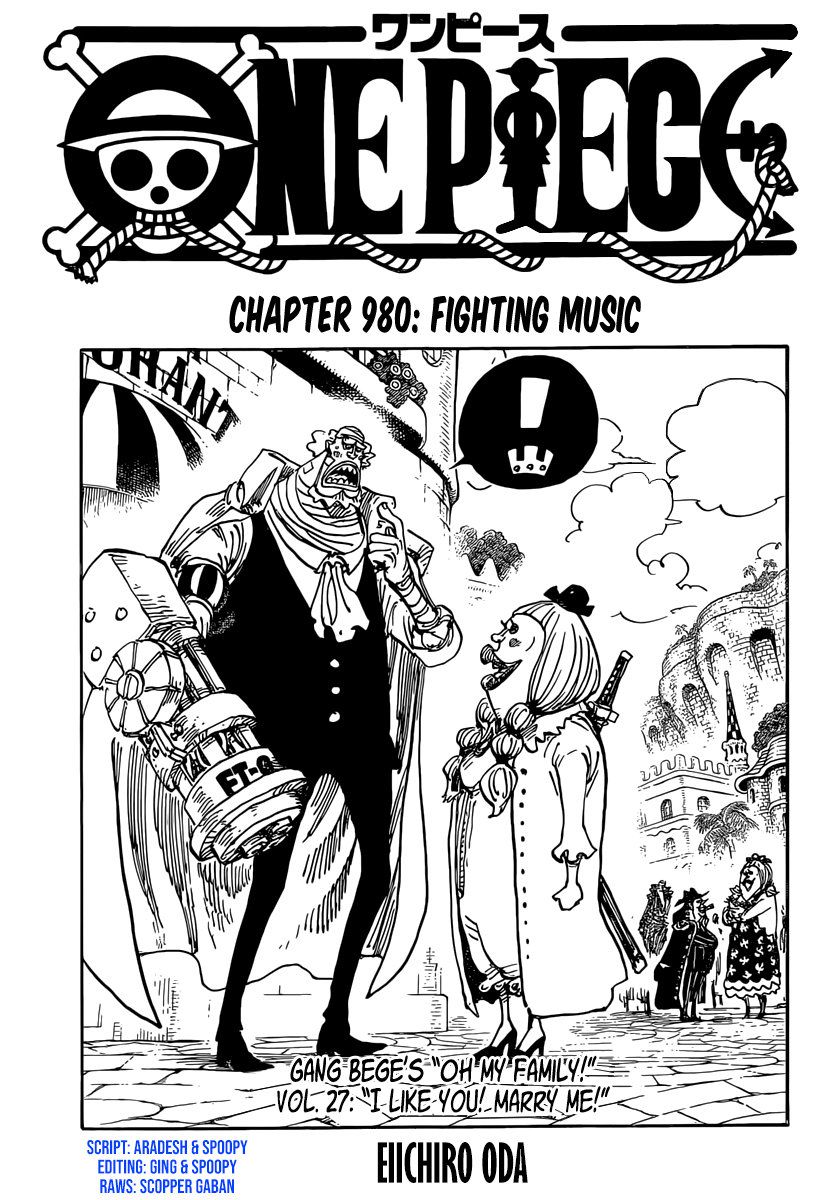 ワンピース
ONE PIECE
CHAPTER 980: FIGHTING MUSIC
!
FT-
GANG BEGE'S "OH MY FAMILY!"
VOL. 27: "I LIKE YOU! MARRY ME!"
SCRIPT: ARADESH & SPOOPY
EDITING: GING & SPOOPY
RAWS: SCOPPER GABAN
EIICHIRO ODA